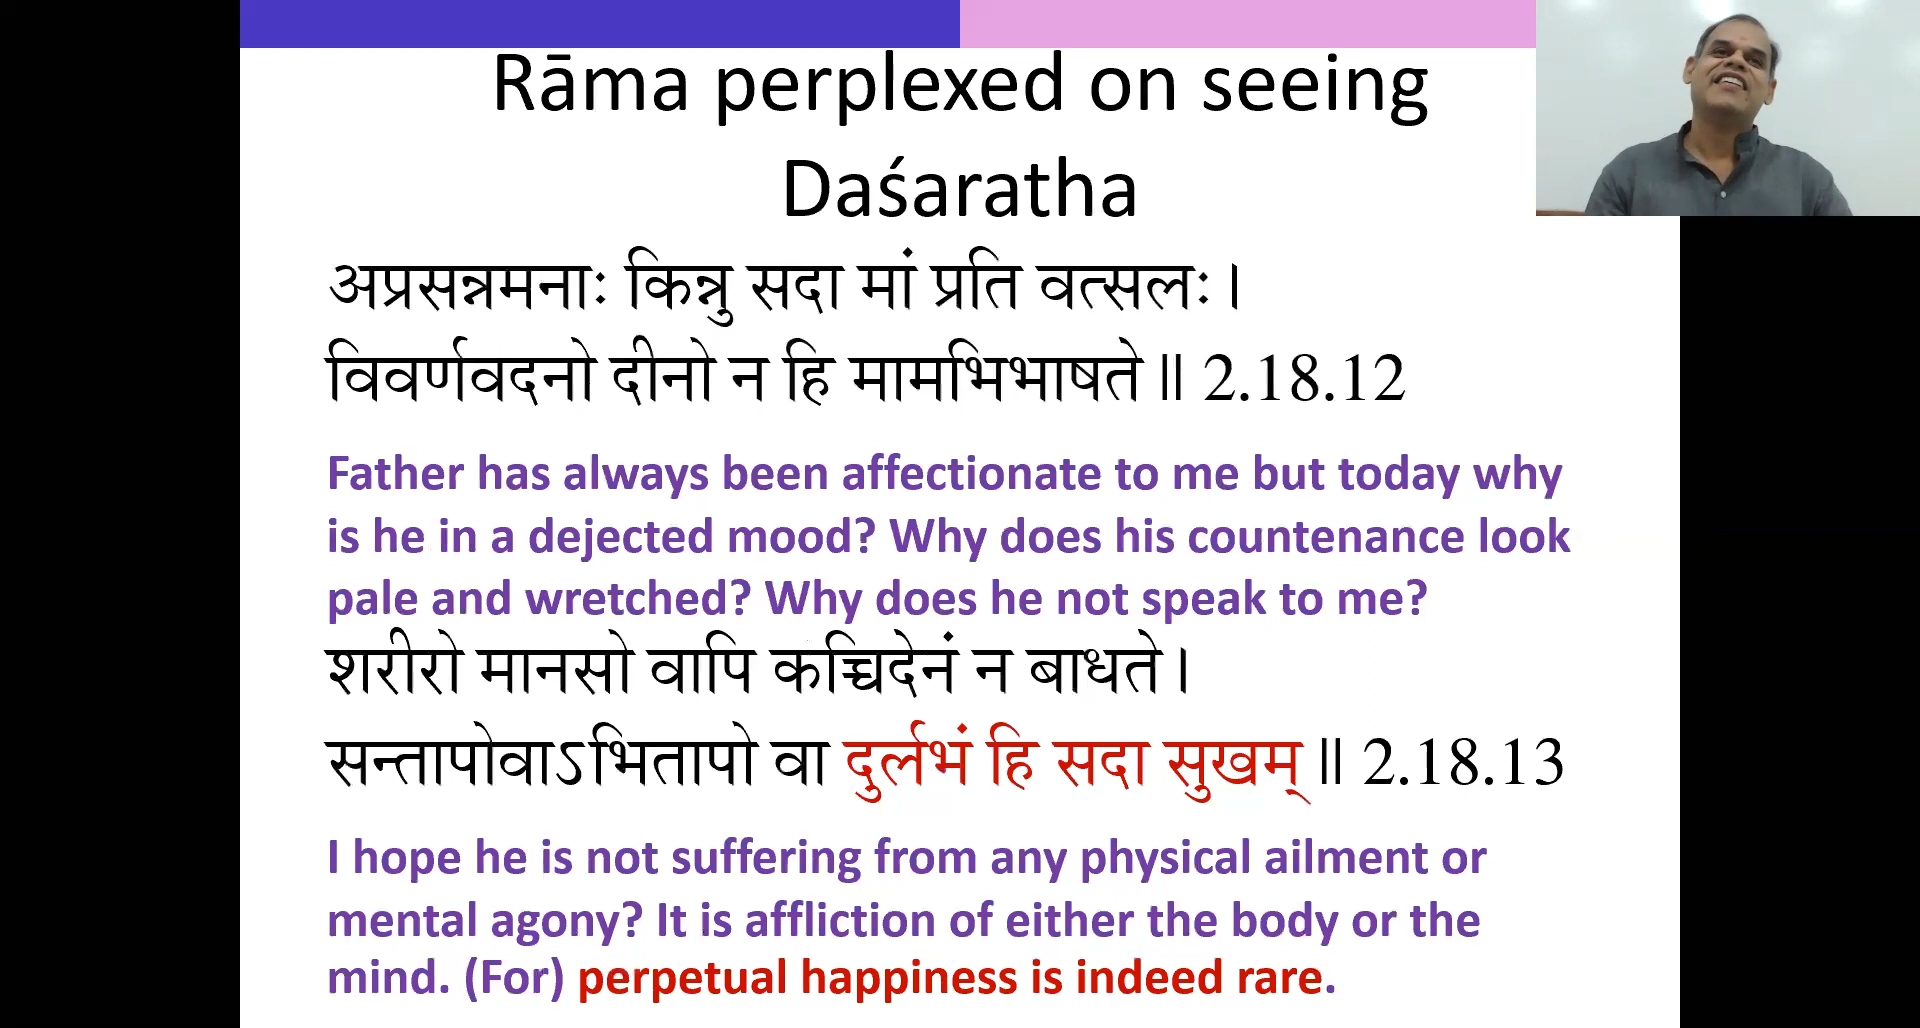 Rāma perplexed on seeing
Daśaratha
अप्रसन्नमनाः किन्नु सदा मां प्रति वत्सलः ।
विवर्णवदनो दीनो न हि मामभिभाषते ॥ 2.18.12
Father has always been affectionate to me but today why
is he in a dejected mood? Why does his countenance look
pale and wretched? Why does he not speak to me?
शरीरो मानसो वापि कच्चिदेनं न बाधते ।
सन्तापोवाऽभितापो वा दुर्लभं हि सदा सुखम् ॥ 2.18.13
I hope he is not suffering from any physical ailment or
mental agony? It is affliction of either the body or the
mind. (For) perpetual happiness is indeed rare.